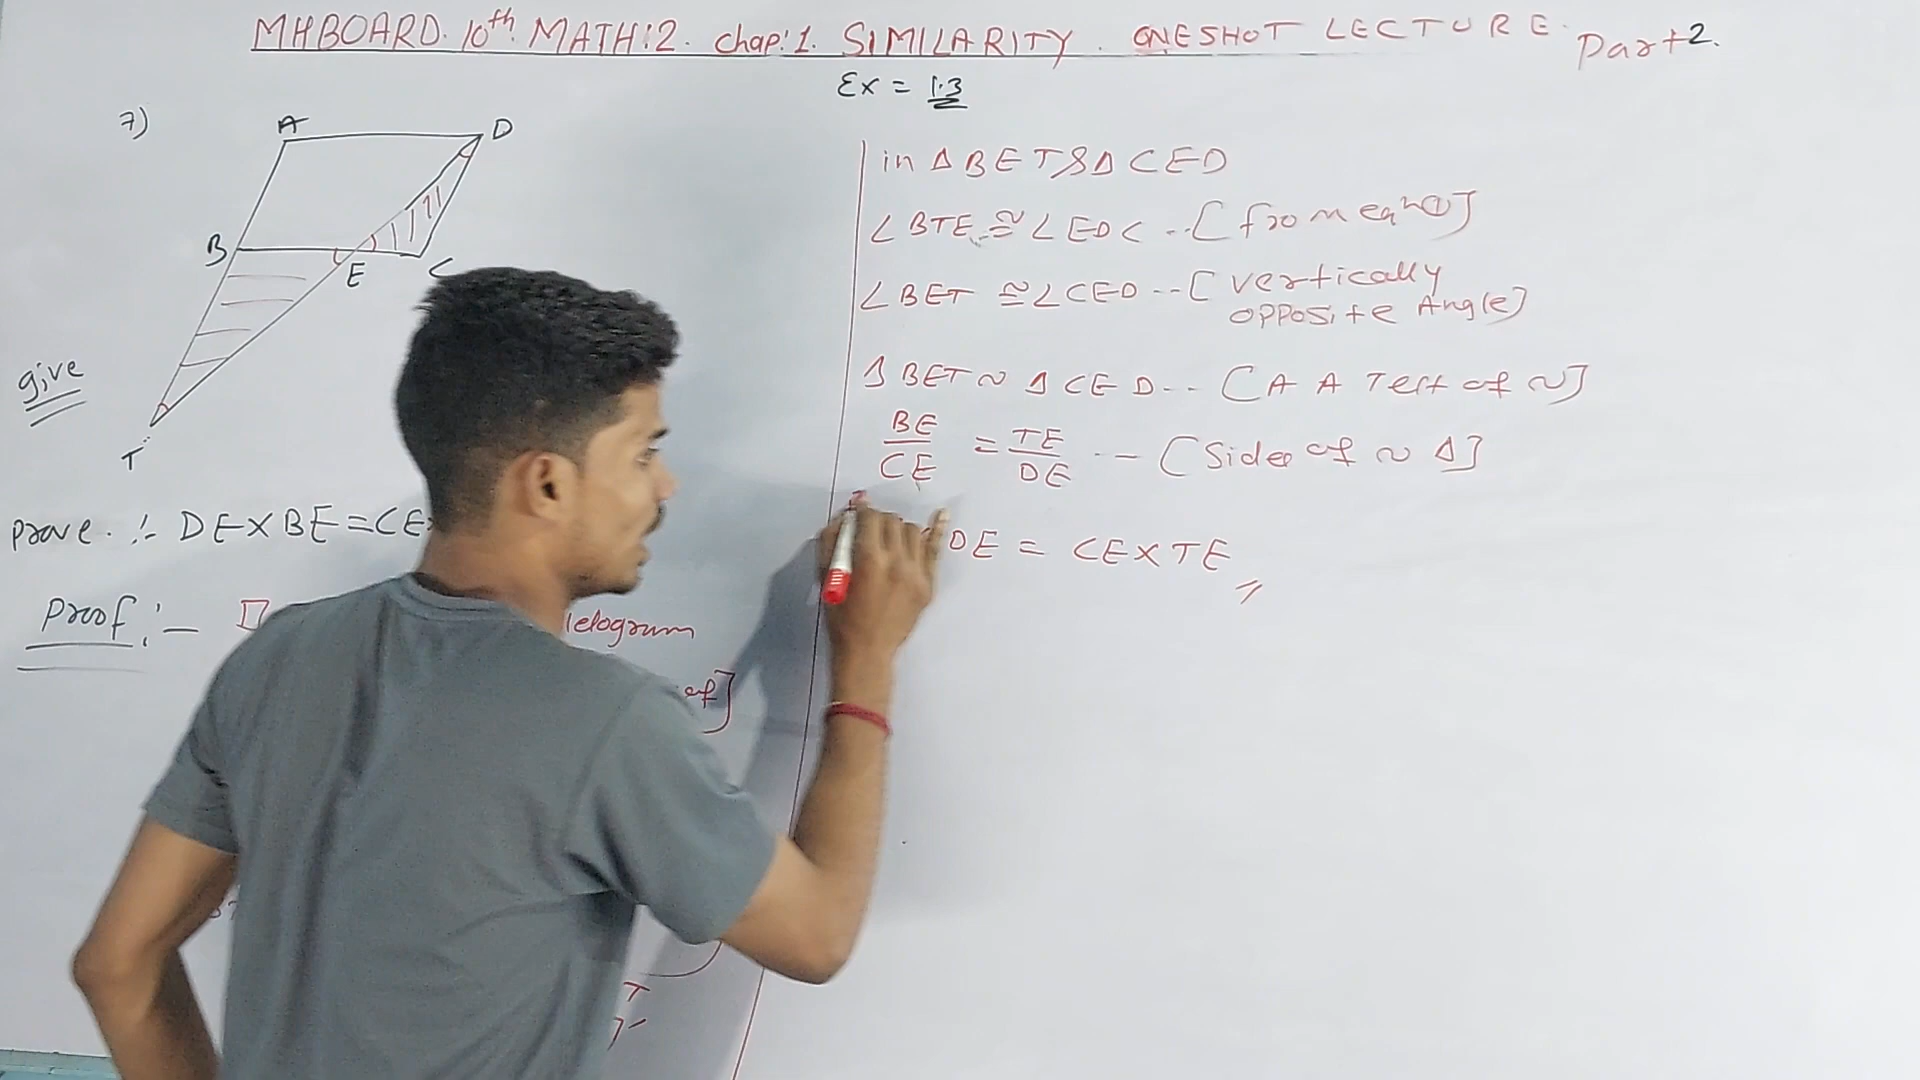 MHBOARD. 10th MATH:2. chap:1. SIMILARITY. ONESHOT LECTURE. Part 2.
Ex = 1.3
7)
A
D
B
E
C
T
give
prove. :- DE×BE=CE
Proof:-
in Δ BET & Δ CED
∠BTE ≅ ∠EDC ..[from eqn ①]
∠BET ≅ ∠CED --[vertically
opposite Angle]
Δ BET ~ Δ CED-- [A A Test of ~]
BE/CE = TE/DE -- [Sides of ~ Δ]
DE = CE×TE